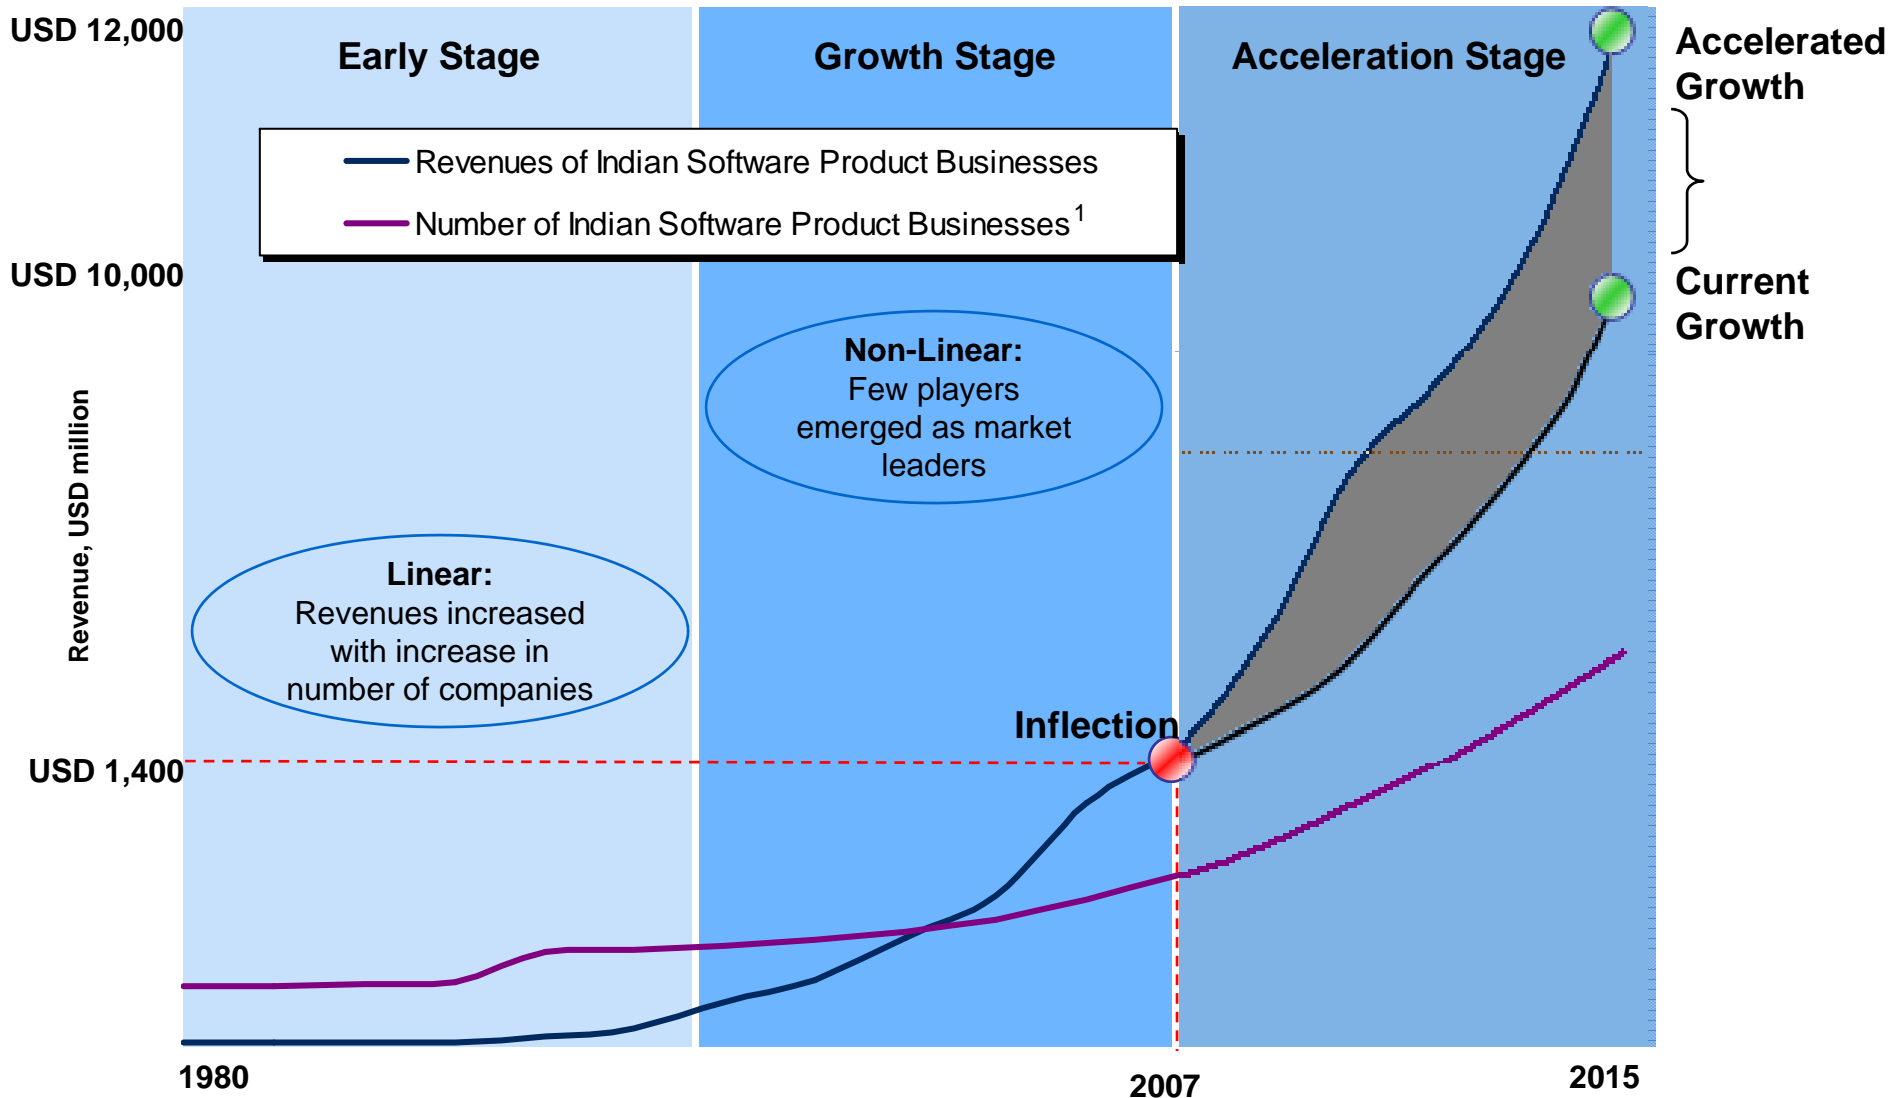 USD 12,000
Early Stage
Growth Stage
Acceleration Stage
Accelerated
Growth
Revenues of Indian Software Product Businesses
Number of Indian Software Product Businesses1
USD 10,000
Current
Growth
Non-Linear:
Few players
emerged as market
leaders
Revenue, USD million
Linear:
Revenues increased
with increase in
number of companies
Inflection
USD 1,400
1980
2007
2015